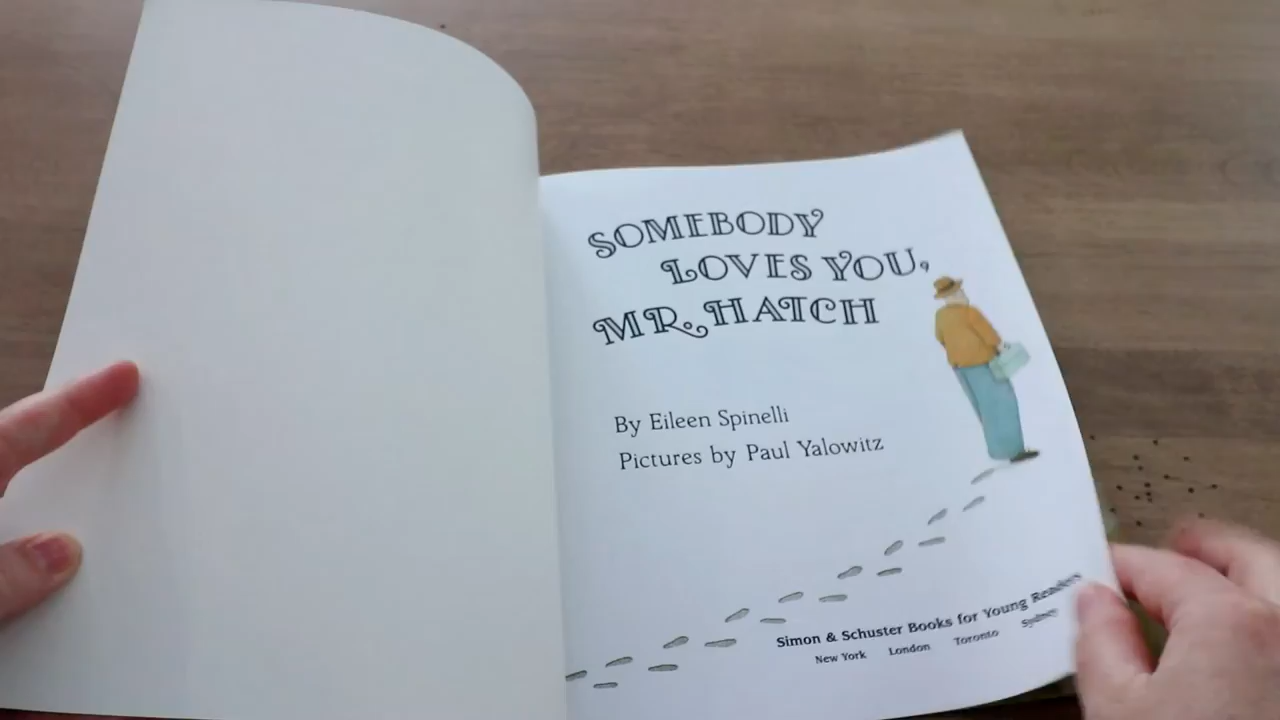 SOMEBODY
LOVES YOU,
MR. HATCH
By Eileen Spinelli
Pictures by Paul Yalowitz
Simon & Schuster Books for Young Readers
New York London Toronto Sydney